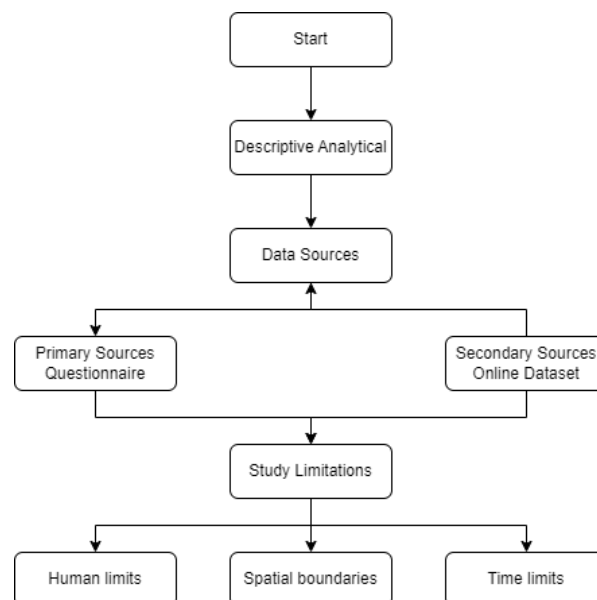 Start
Descriptive Analytical
Data Sources
Primary Sources
Questionnaire
Secondary Sources
Online Dataset
Study Limitations
Human limits
Spatial boundaries
Time limits